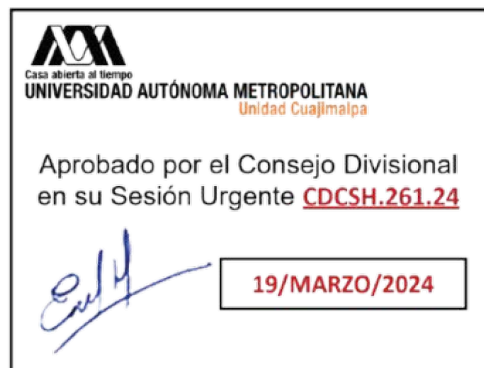 Casa abierta al tiempo
UNIVERSIDAD AUTÓNOMA METROPOLITANA
Unidad Cuajimalpa
Aprobado por el Consejo Divisional
en su Sesión Urgente CDCSH.261.24
19/MARZO/2024